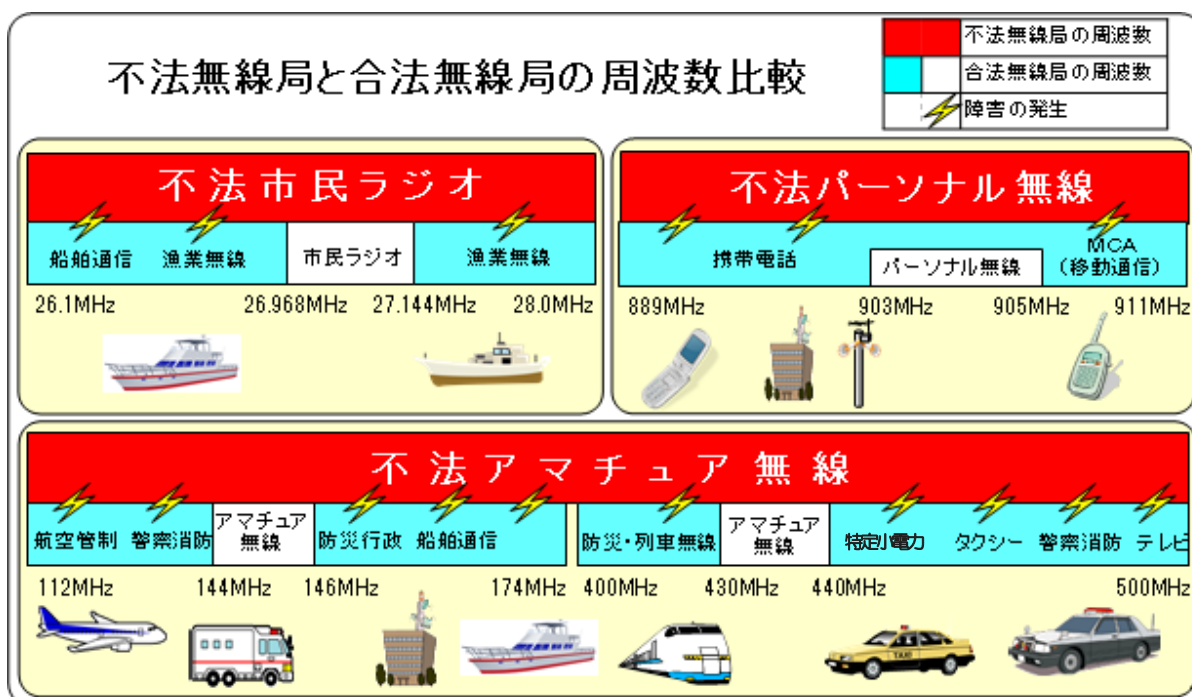 不法無線局と合法無線局の周波数比較
不法無線局の周波数
合法無線局の周波数
障害の発生
不法市民ラジオ
船舶通信 漁業無線 市民ラジオ 漁業無線
26.1MHz 26.968MHz 27.144MHz 28.0MHz
不法パーソナル無線
携帯電話 パーソナル無線 MCA
(移動通信)
889MHz 903MHz 905MHz 911MHz
不法アマチュア無線
航空管制 警察消防 アマチュア
無線
防災行政 船舶通信
防災・列車無線 アマチュア
無線
特定小電力 タクシー 警察消防 テレビ
112MHz 144MHz 146MHz 174MHz 400MHz 430MHz 440MHz 500MHz
TAXI